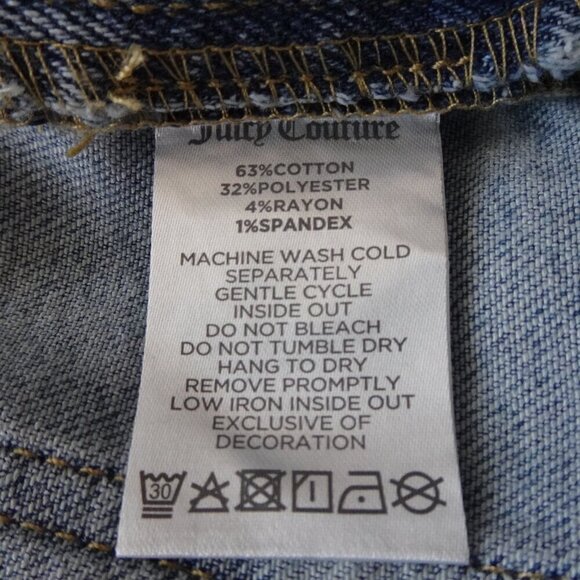 Juicy Couture
63%COTTON
32%POLYESTER
4%RAYON
1%SPANDEX
MACHINE WASH COLD
SEPARATELY
GENTLE CYCLE
INSIDE OUT
DO NOT BLEACH
DO NOT TUMBLE DRY
HANG TO DRY
REMOVE PROMPTLY
LOW IRON INSIDE OUT
EXCLUSIVE OF
DECORATION
30